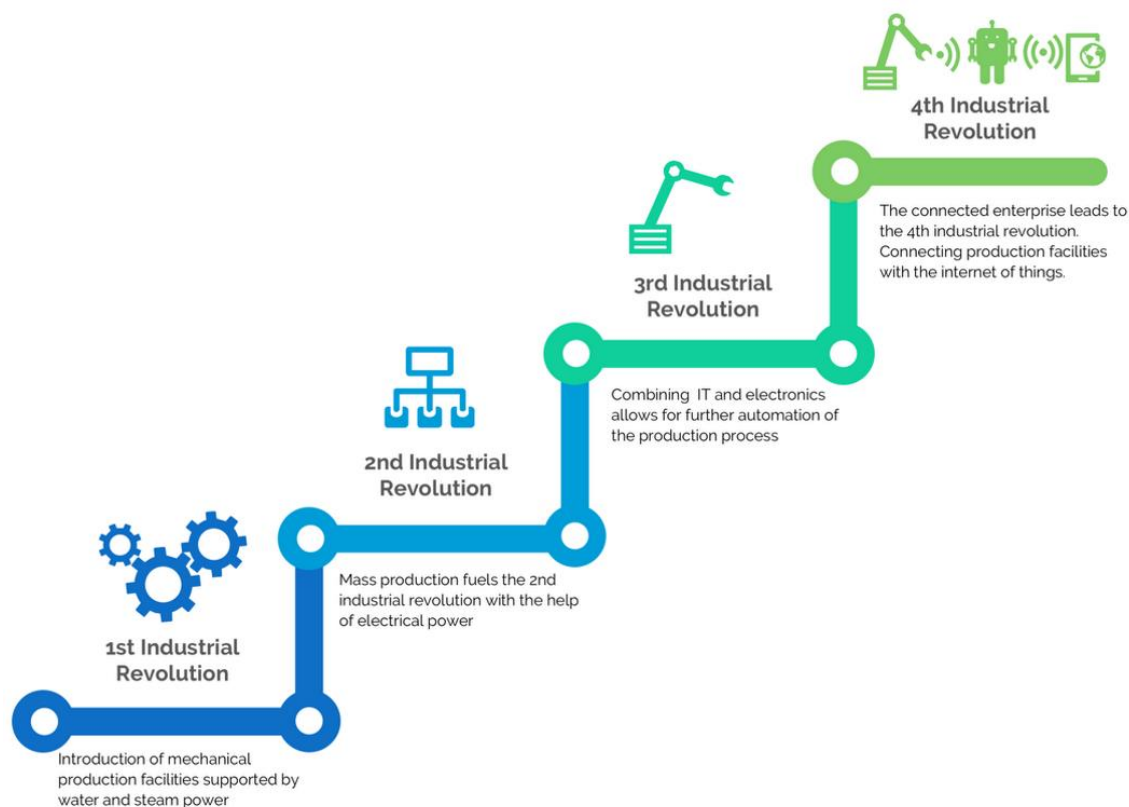 1st Industrial
Revolution
Introduction of mechanical
production facilities supported by
water and steam power
2nd Industrial
Revolution
Mass production fuels the 2nd
industrial revolution with the help
of electrical power
3rd Industrial
Revolution
Combining IT and electronics
allows for further automation of
the production process
4th Industrial
Revolution
The connected enterprise leads to
the 4th industrial revolution.
Connecting production facilities
with the internet of things.